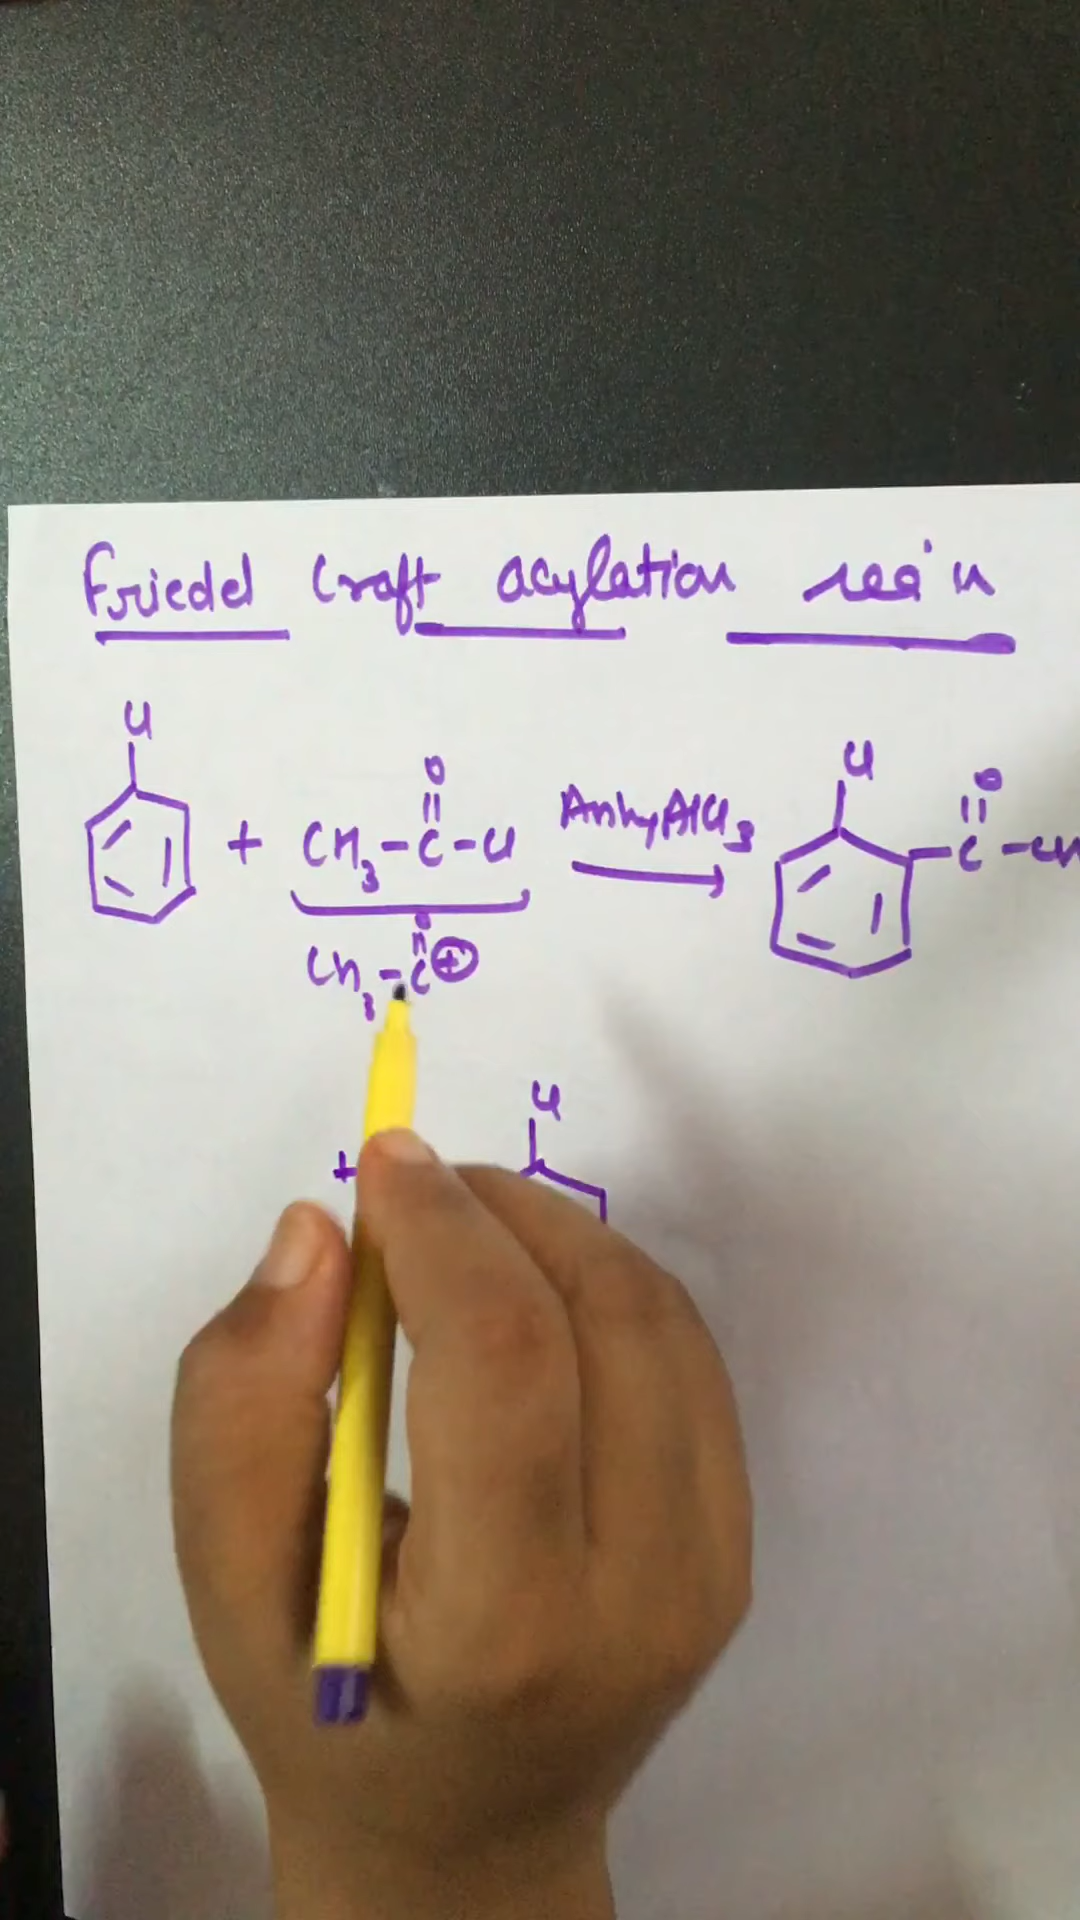 Friedel Craft acylation rea'n
Cl
Cl
O
O
+ CH3-C-Cl
Anhy AlCl3
C-CH
O
CH3-C+
Cl
+